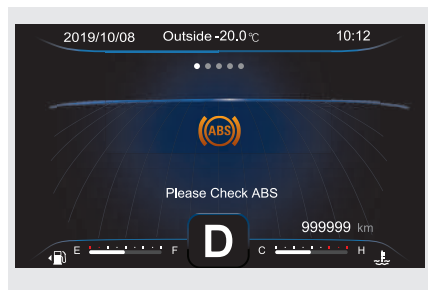 2019/10/08 Outside -20.0 ℃ 10:12
ABS
Please Check ABS
999999 km
E F D C H